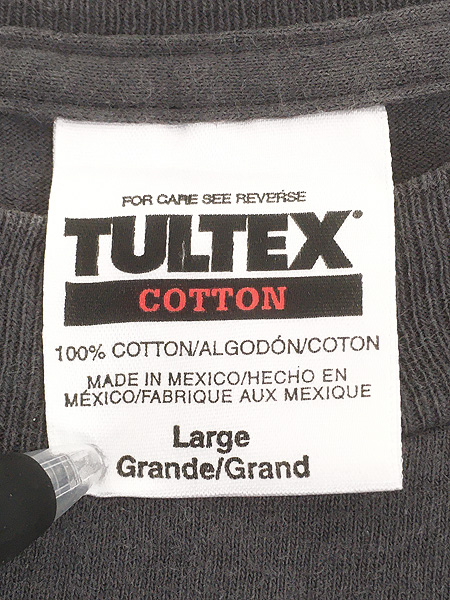 FOR CARE SEE REVERSE
TULTEX®
COTTON
100% COTTON/ALGODÓN/COTON
MADE IN MEXICO/HECHO EN
MÉXICO/FABRIQUE AUX MEXIQUE
Large
Grande/Grand